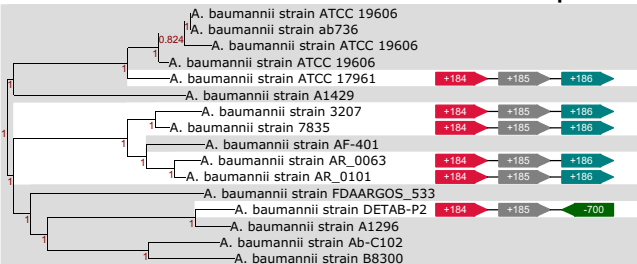 A. baumannii strain ATCC 19606
1 A. baumannii strain ab736
0.824 A. baumannii strain ATCC 19606
1 A. baumannii strain ATCC 19606
1 A. baumannii strain ATCC 17961 +184 +185 +186
1 A. baumannii strain A1429
A. baumannii strain 3207 +184 +185 +186
1 A. baumannii strain 7835 +184 +185 +186
1 1 A. baumannii strain AF-401
1 A. baumannii strain AR_0063 +184 +185 +186
1 1 A. baumannii strain AR_0101 +184 +185 +186
A. baumannii strain FDAARGOS_533
A. baumannii strain DETAB-P2 +184 +185 -700
1 1 A. baumannii strain A1296
1 A. baumannii strain Ab-C102
1 A. baumannii strain B8300